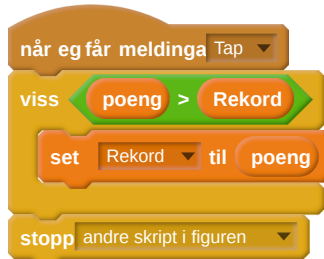 når eg får meldinga Tap
viss poeng > Rekord
set Rekord til poeng
stopp andre skript i figuren